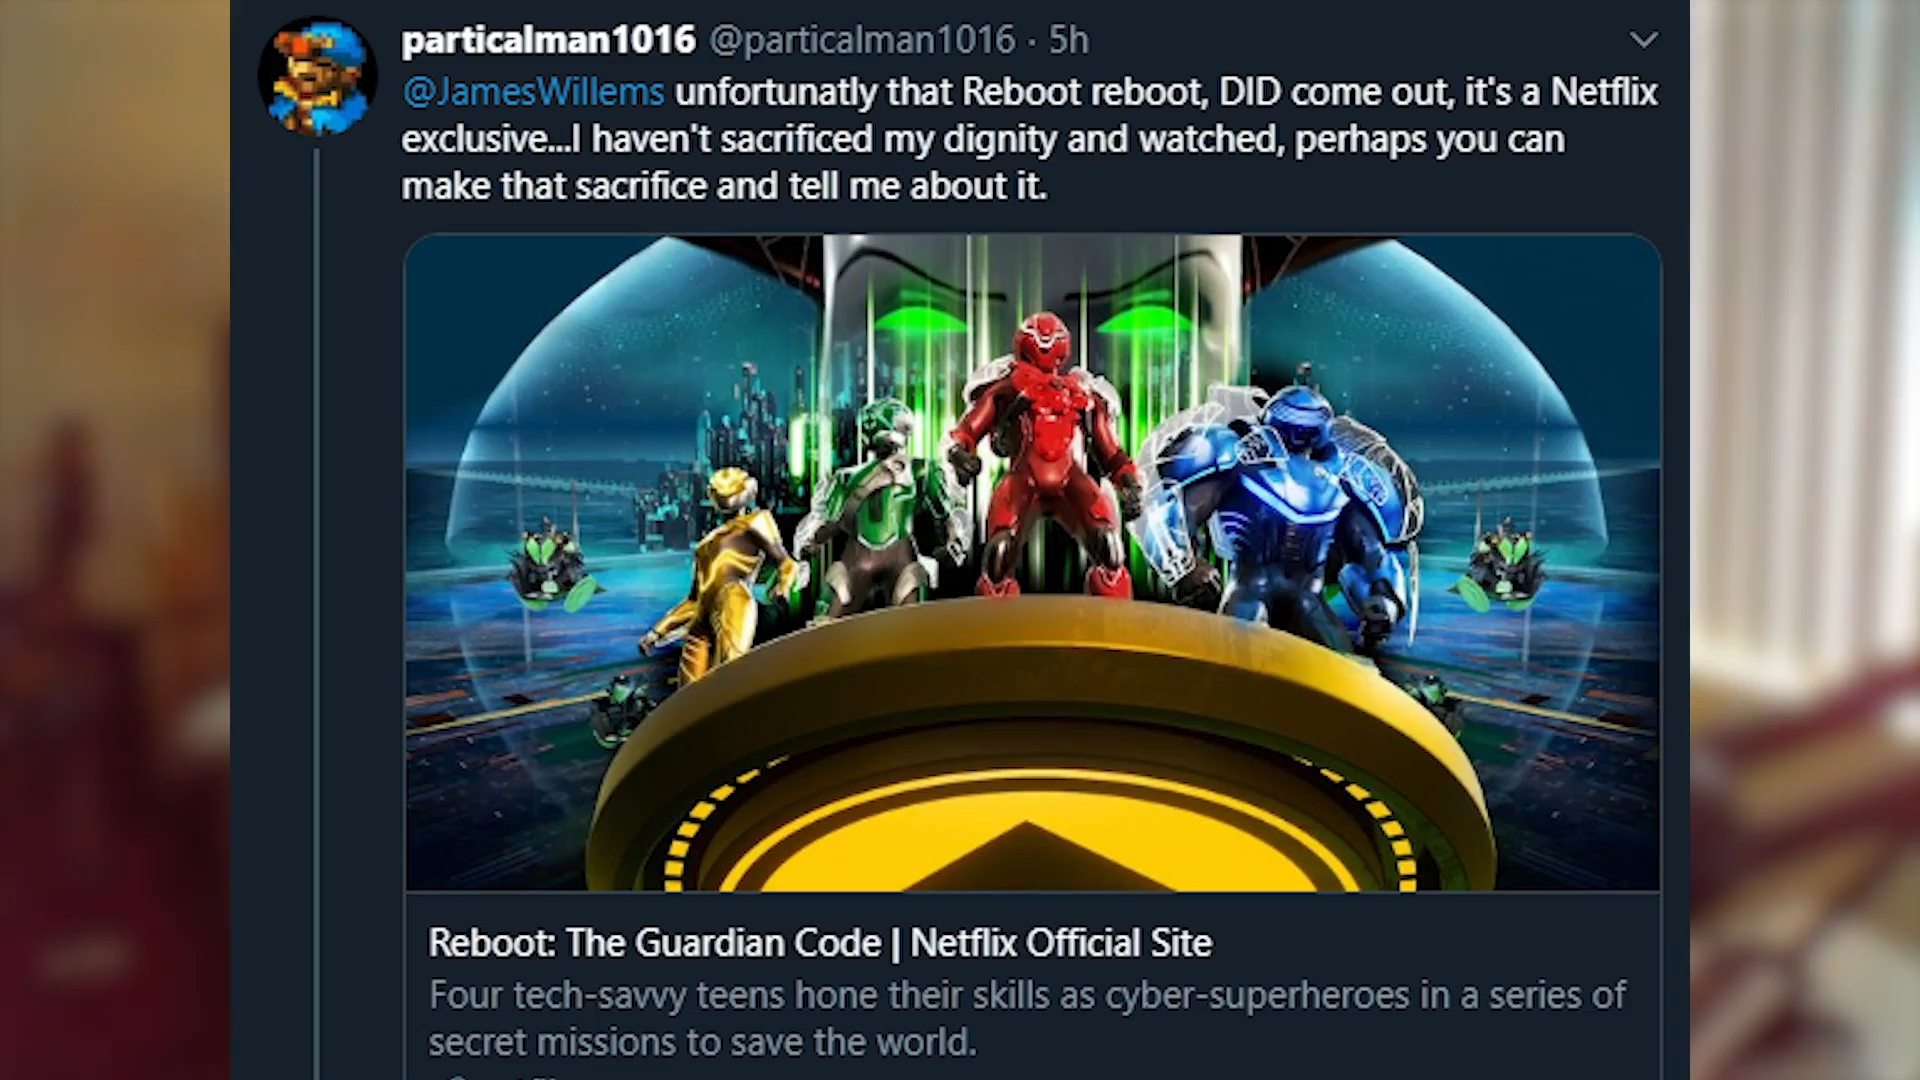 particalman1016 @particalman1016 · 5h
@JamesWillems unfortunatly that Reboot reboot, DID come out, it's a Netflix
exclusive...I haven't sacrificed my dignity and watched, perhaps you can
make that sacrifice and tell me about it.
Reboot: The Guardian Code | Netflix Official Site
Four tech-savvy teens hone their skills as cyber-superheroes in a series of
secret missions to save the world.